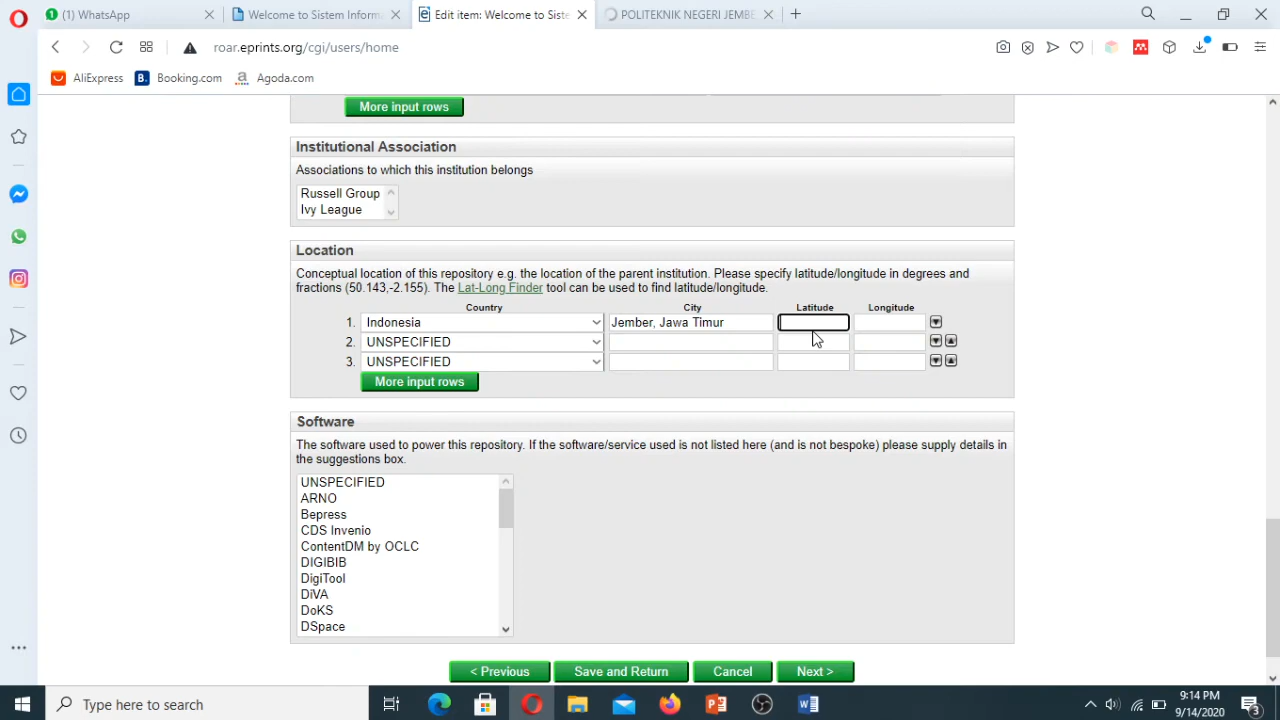 (1) WhatsApp
Welcome to Sistem Inform
Edit item: Welcome to Siste
POLITEKNIK NEGERI JEMBE
roar.eprints.org/cgi/users/home
AliExpress
B. Booking.com
a Agoda.com
More input rows
Institutional Association
Associations to which this institution belongs
Russell Group
Ivy League
Location
Conceptual location of this repository e.g. the location of the parent institution. Please specify latitude/longitude in degrees and
fractions (50.143,-2.155). The Lat-Long Finder tool can be used to find latitude/longitude.
Country City Latitude Longitude
1. Indonesia Jember, Jawa Timur
2. UNSPECIFIED
3. UNSPECIFIED
More input rows
Software
The software used to power this repository. If the software/service used is not listed here (and is not bespoke) please supply details in
the suggestions box.
UNSPECIFIED
ARNO
Bepress
CDS Invenio
ContentDM by OCLC
DIGIBIB
DigiTool
DiVA
DoKS
DSpace
< Previous Save and Return Cancel Next >
Type here to search
9:14 PM
9/14/2020
3